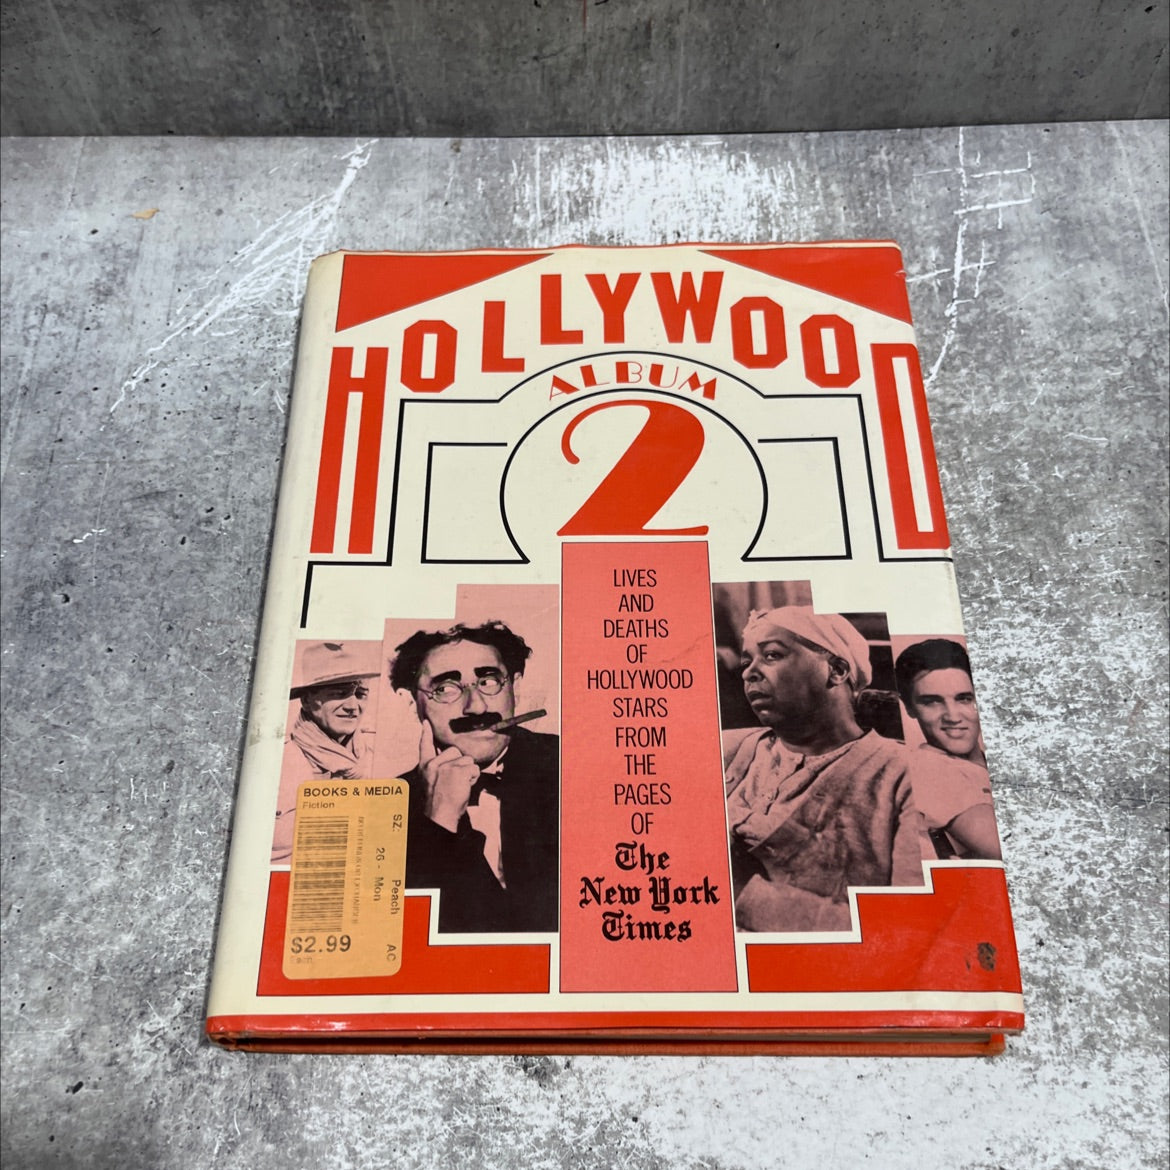 HOLLYWOOD
ALBUM
2
LIVES
AND
DEATHS
OF
HOLLYWOOD
STARS
FROM
THE
PAGES
OF
The
New York
Times
BOOKS & MEDIA
Fiction
SZ:
26 - Mon
Peach
AC
$2.99